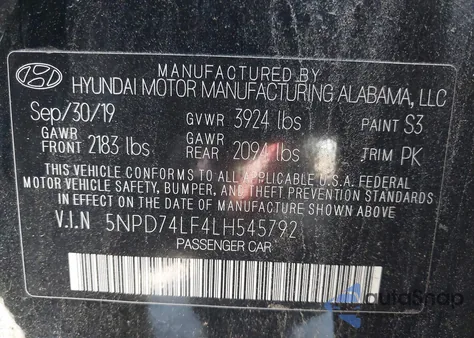 MANUFACTURED BY
HYUNDAI MOTOR MANUFACTURING ALABAMA, LLC
Sep/30/19 GVWR 3924 lbs PAINT S3
GAWR FRONT 2183 lbs GAWR REAR 2094 lbs TRIM PK
THIS VEHICLE CONFORMS TO ALL APPLICABLE U.S.A. FEDERAL
MOTOR VEHICLE SAFETY, BUMPER, AND THEFT PREVENTION STANDARDS
IN EFFECT ON THE DATE OF MANUFACTURE SHOWN ABOVE.
V.I.N 5NPD74LF4LH545792
PASSENGER CAR
autoSnap